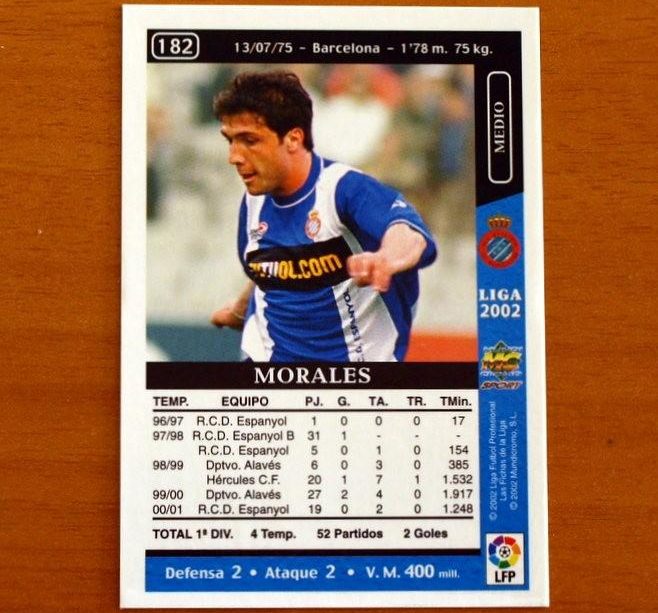 182
13/07/75 - Barcelona - 1'78 m. 75 kg.
MEDIO
FUTVOL.COM
C.D. ESPANYOL
LIGA
2002
MC
SPORT
MORALES
TEMP. EQUIPO PJ. G. TA. TR. TMin.
96/97 R.C.D. Espanyol 1 0 0 0 17
97/98 R.C.D. Espanyol B 31 1 - - -
R.C.D. Espanyol 5 0 1 0 154
98/99 Dptvo. Alavés 6 0 3 0 385
Hércules C.F. 20 1 7 1 1.532
99/00 Dptvo. Alavés 27 2 4 0 1.917
00/01 R.C.D. Espanyol 19 0 2 0 1.248
TOTAL 1ª DIV. 4 Temp. 52 Partidos 2 Goles
© 2002 Liga Futbol Profesional
Las Fichas de la Liga
© 2002 Mundicromo, S.L.
Defensa 2 • Ataque 2 • V. M. 400 mill.
LFP